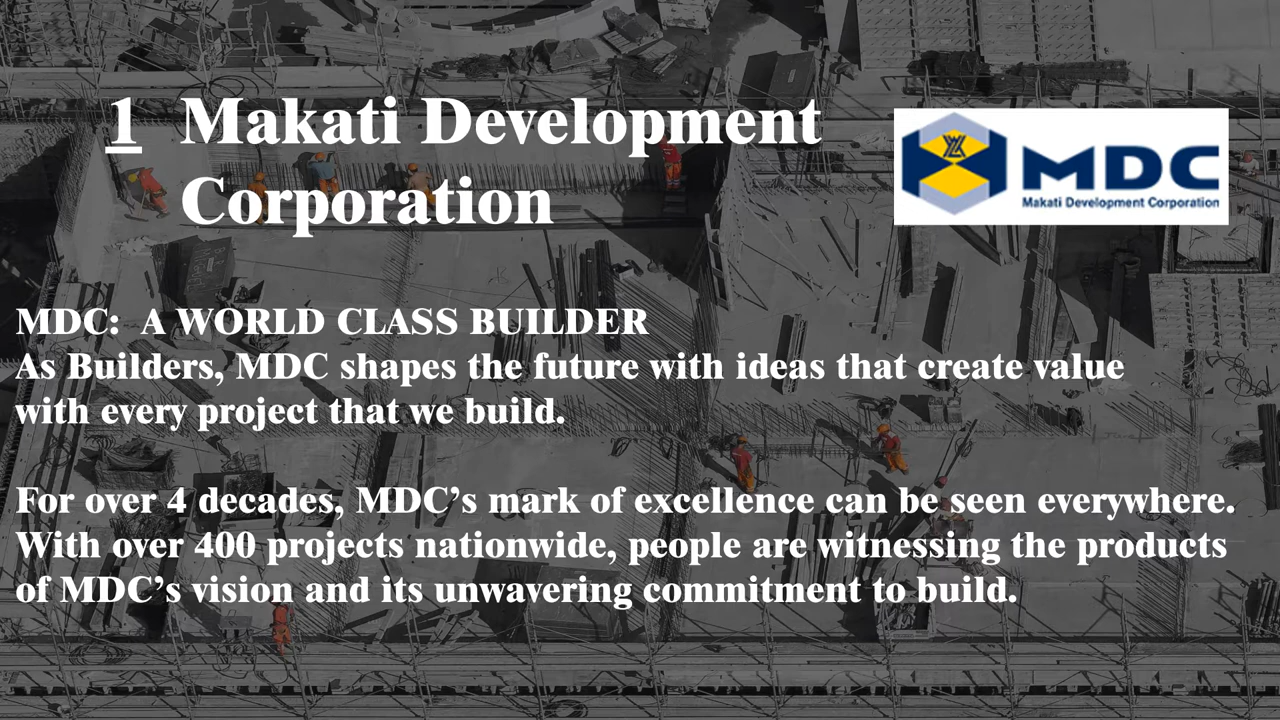 1 Makati Development
Corporation
MDC
Makati Development Corporation
MDC: A WORLD CLASS BUILDER
As Builders, MDC shapes the future with ideas that create value
with every project that we build.
For over 4 decades, MDC’s mark of excellence can be seen everywhere.
With over 400 projects nationwide, people are witnessing the products
of MDC’s vision and its unwavering commitment to build.